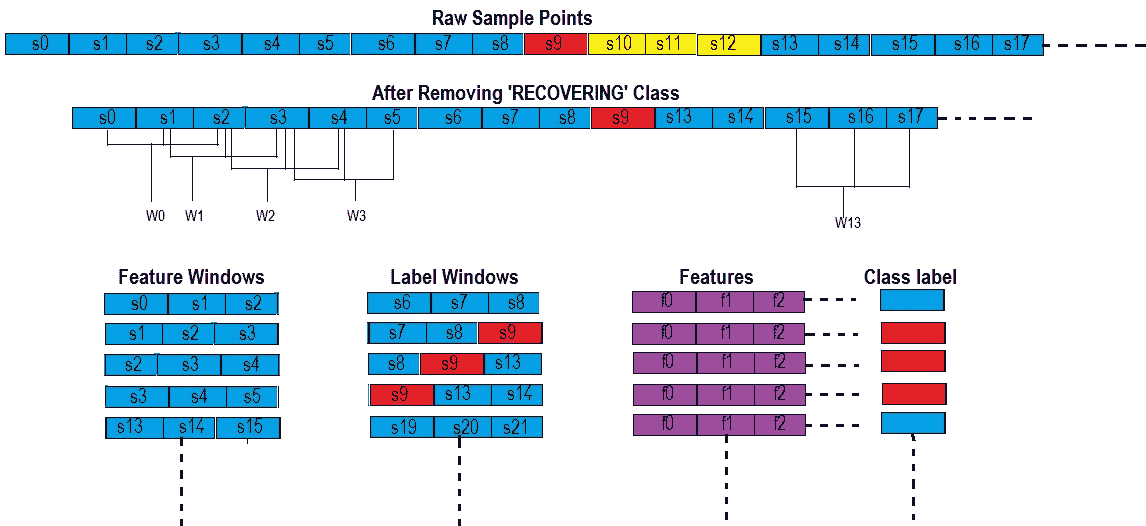 Raw Sample Points
s0 s1 s2 s3 s4 s5 s6 s7 s8 s9 s10 s11 s12 s13 s14 s15 s16 s17
After Removing 'RECOVERING' Class
s0 s1 s2 s3 s4 s5 s6 s7 s8 s9 s13 s14 s15 s16 s17
W0 W1 W2 W3 W13
Feature Windows Label Windows Features Class label
s0 s1 s2 s6 s7 s8 f0 f1 f2
s1 s2 s3 s7 s8 s9 f0 f1 f2
s2 s3 s4 s8 s9 s13 f0 f1 f2
s3 s4 s5 s9 s13 s14 f0 f1 f2
s13 s14 s15 s19 s20 s21 f0 f1 f2